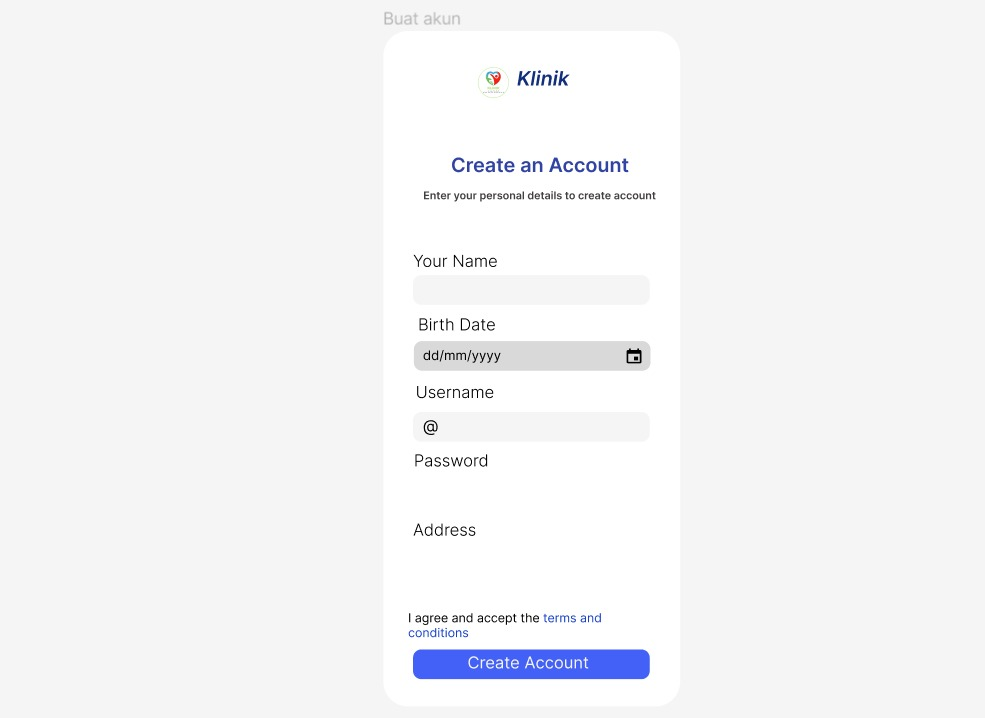 Buat akun
Klinik
Create an Account
Enter your personal details to create account
Your Name
Birth Date
dd/mm/yyyy
Username
@
Password
Address
I agree and accept the terms and
conditions
Create Account